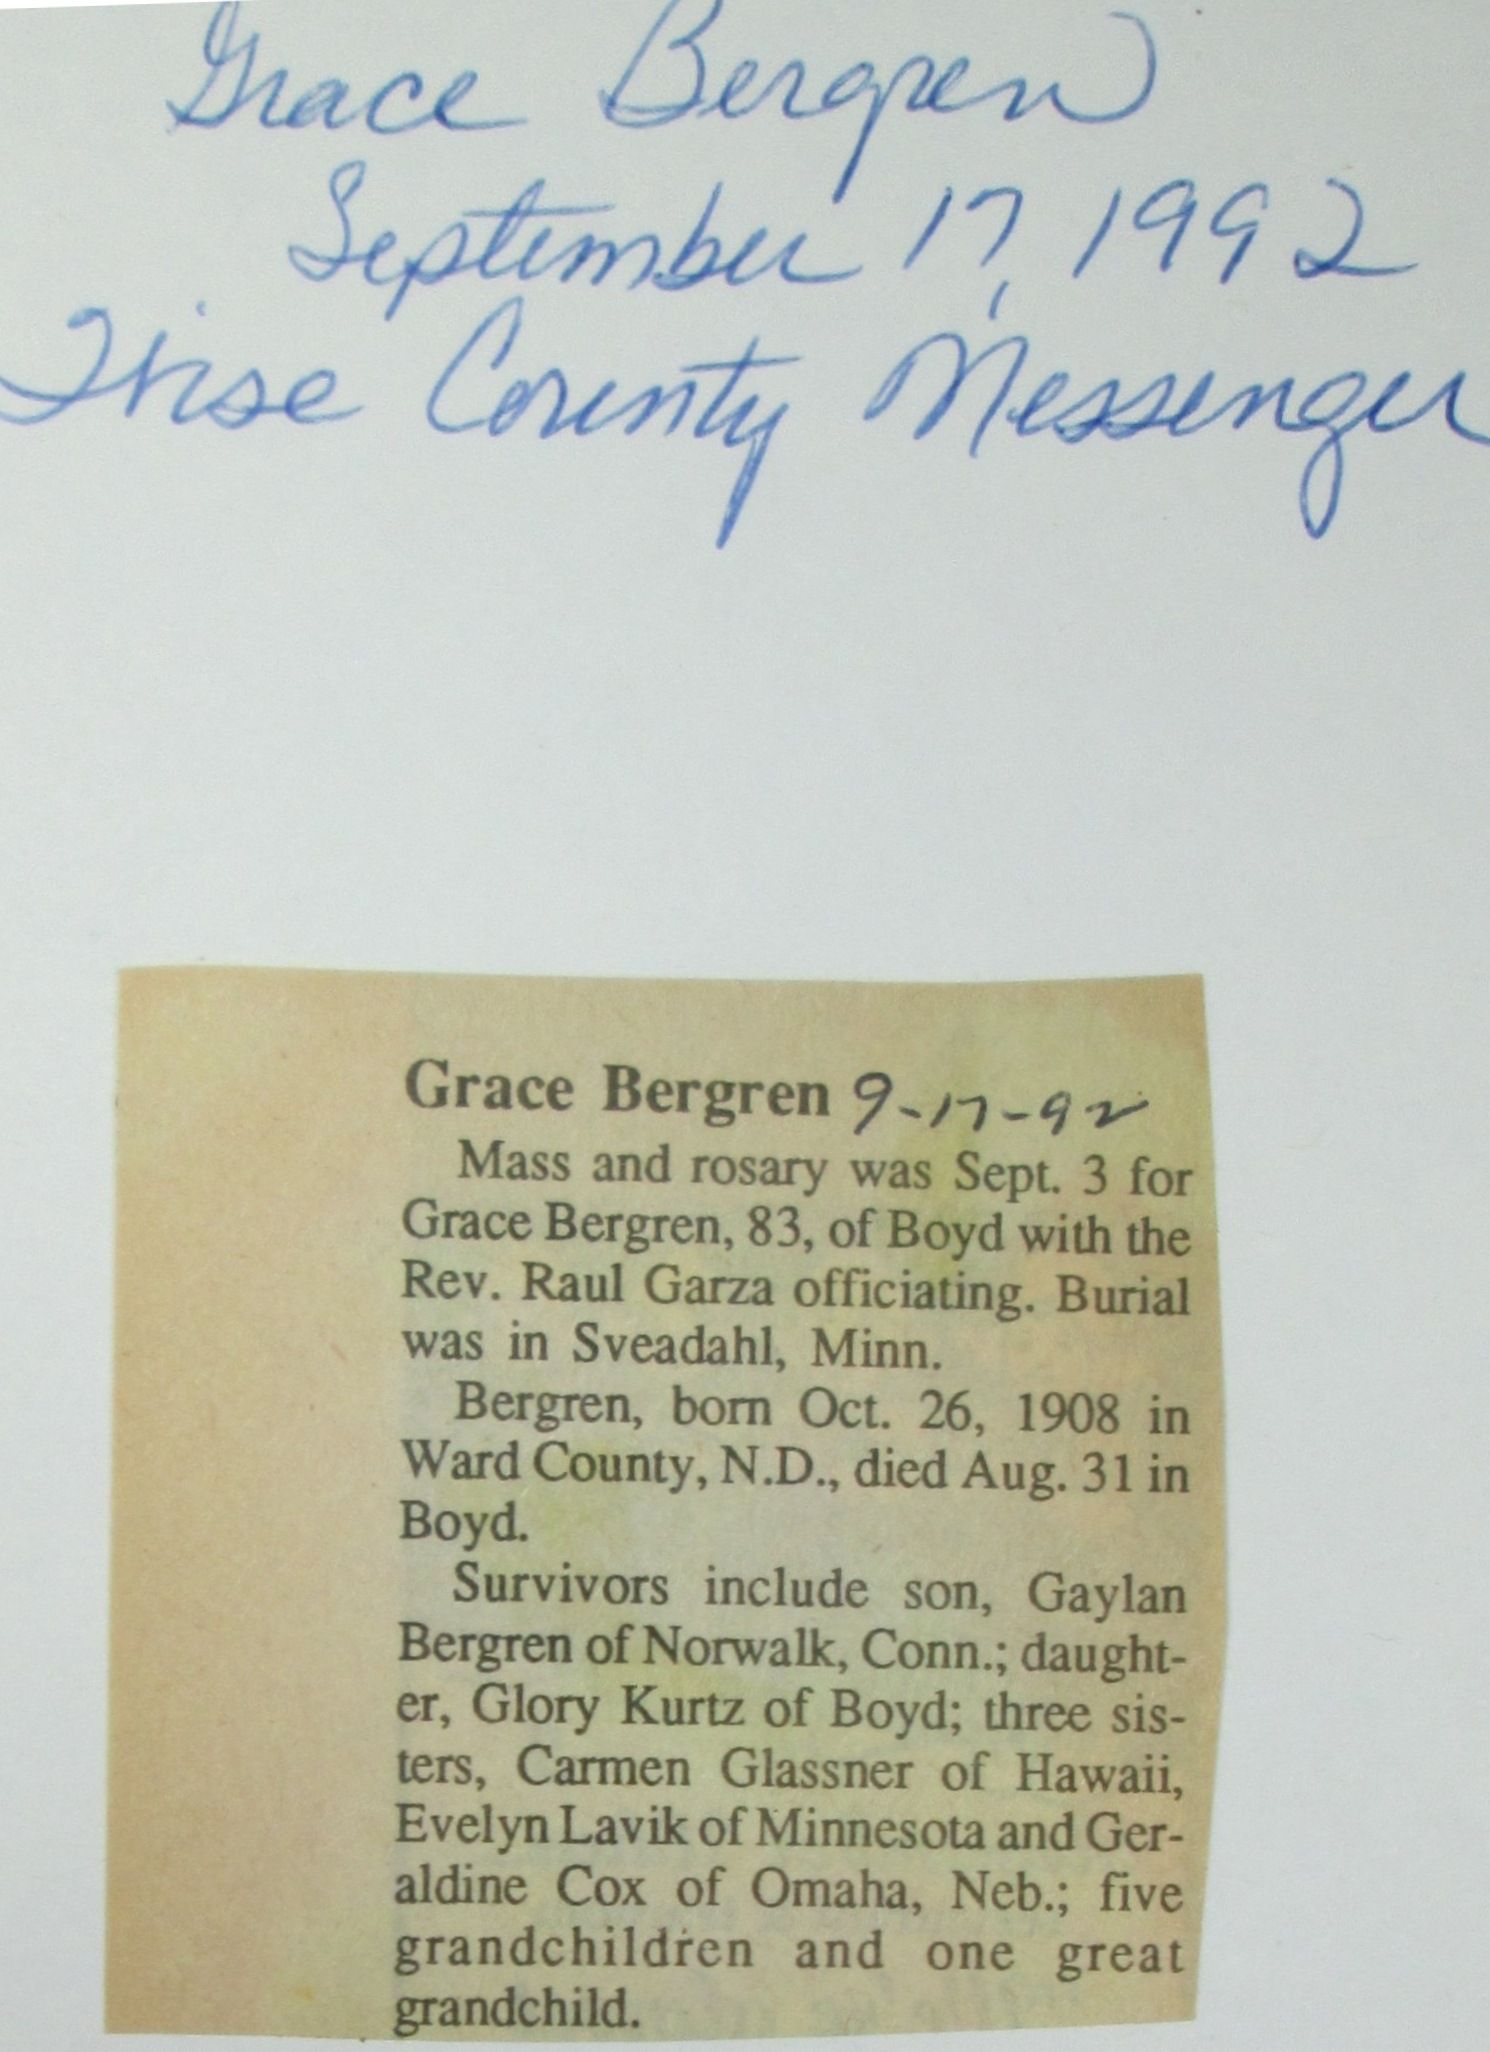 Grace Bergren
September 17, 1992
Wise County Messenger
Grace Bergren 9-17-92
Mass and rosary was Sept. 3 for
Grace Bergren, 83, of Boyd with the
Rev. Raul Garza officiating. Burial
was in Sveadahl, Minn.
Bergren, born Oct. 26, 1908 in
Ward County, N.D., died Aug. 31 in
Boyd.
Survivors include son, Gaylan
Bergren of Norwalk, Conn.; daught-
er, Glory Kurtz of Boyd; three sis-
ters, Carmen Glassner of Hawaii,
Evelyn Lavik of Minnesota and Ger-
aldine Cox of Omaha, Neb.; five
grandchildren and one great
grandchild.